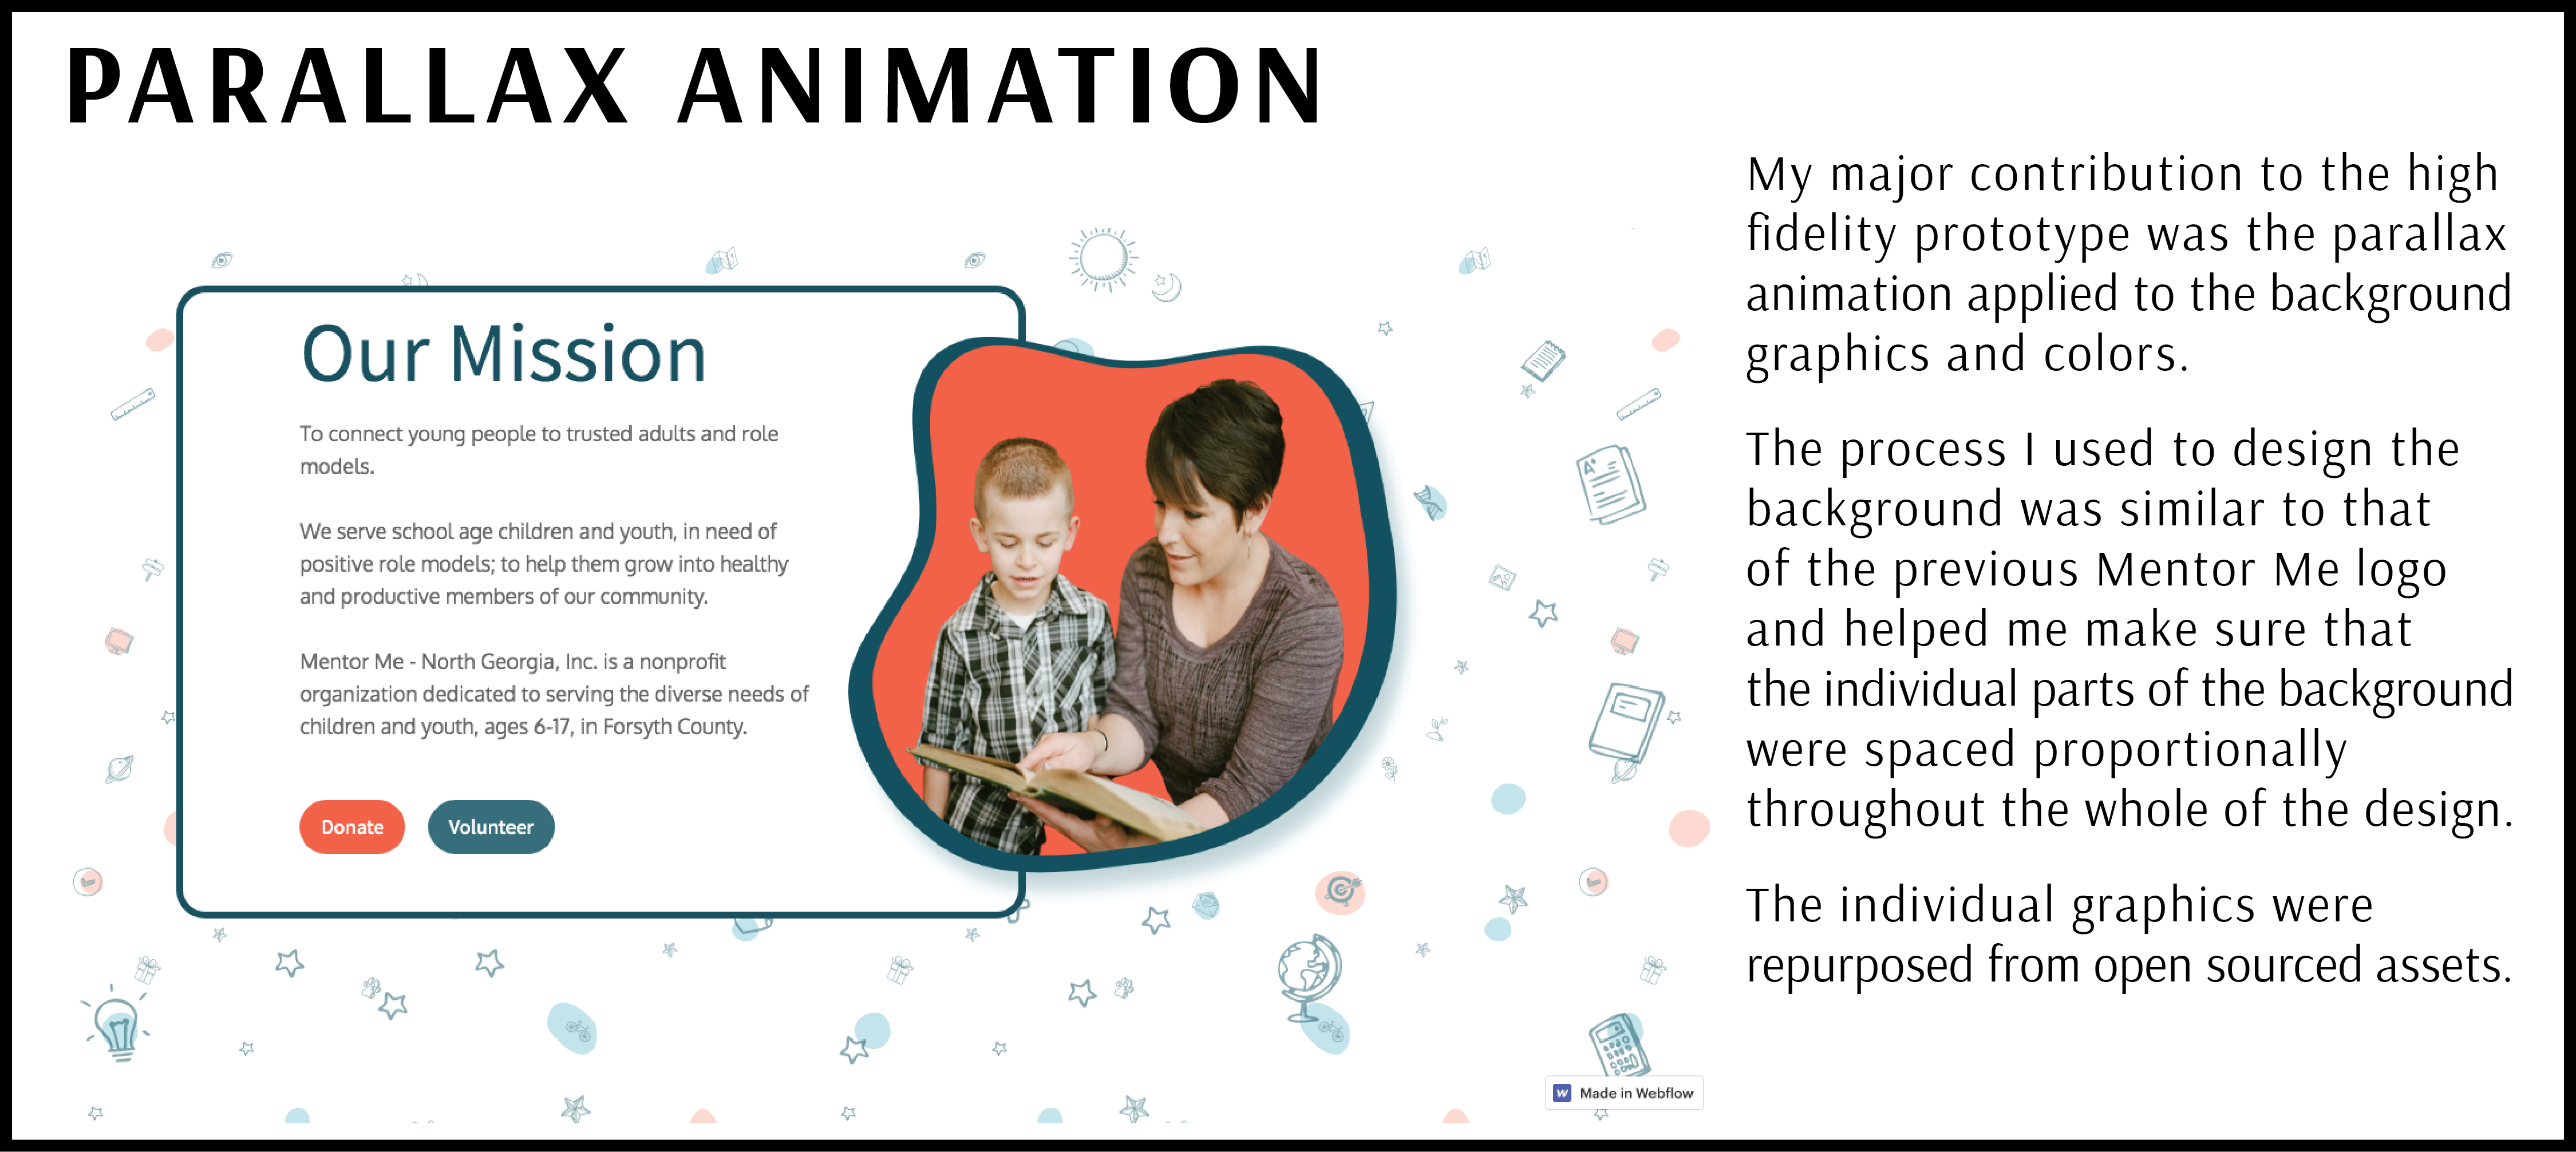 PARALLAX ANIMATION
Our Mission
To connect young people to trusted adults and role
models.
We serve school age children and youth, in need of
positive role models; to help them grow into healthy
and productive members of our community.
Mentor Me - North Georgia, Inc. is a nonprofit
organization dedicated to serving the diverse needs of
children and youth, ages 6-17, in Forsyth County.
Donate
Volunteer
A+
W Made in Webflow
My major contribution to the high
fidelity prototype was the parallax
animation applied to the background
graphics and colors.
The process I used to design the
background was similar to that
of the previous Mentor Me logo
and helped me make sure that
the individual parts of the background
were spaced proportionally
throughout the whole of the design.
The individual graphics were
repurposed from open sourced assets.